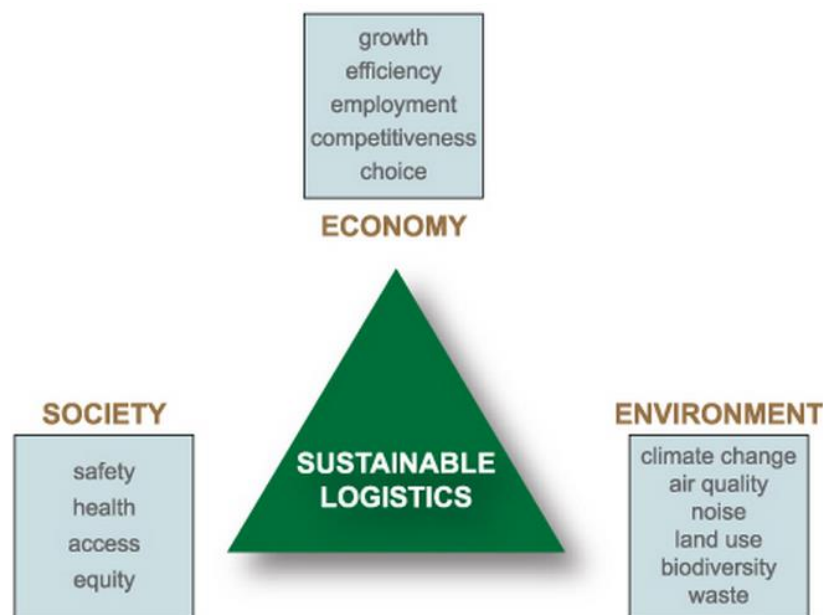 growth
efficiency
employment
competitiveness
choice
ECONOMY
SOCIETY
safety
health
access
equity
SUSTAINABLE
LOGISTICS
ENVIRONMENT
climate change
air quality
noise
land use
biodiversity
waste